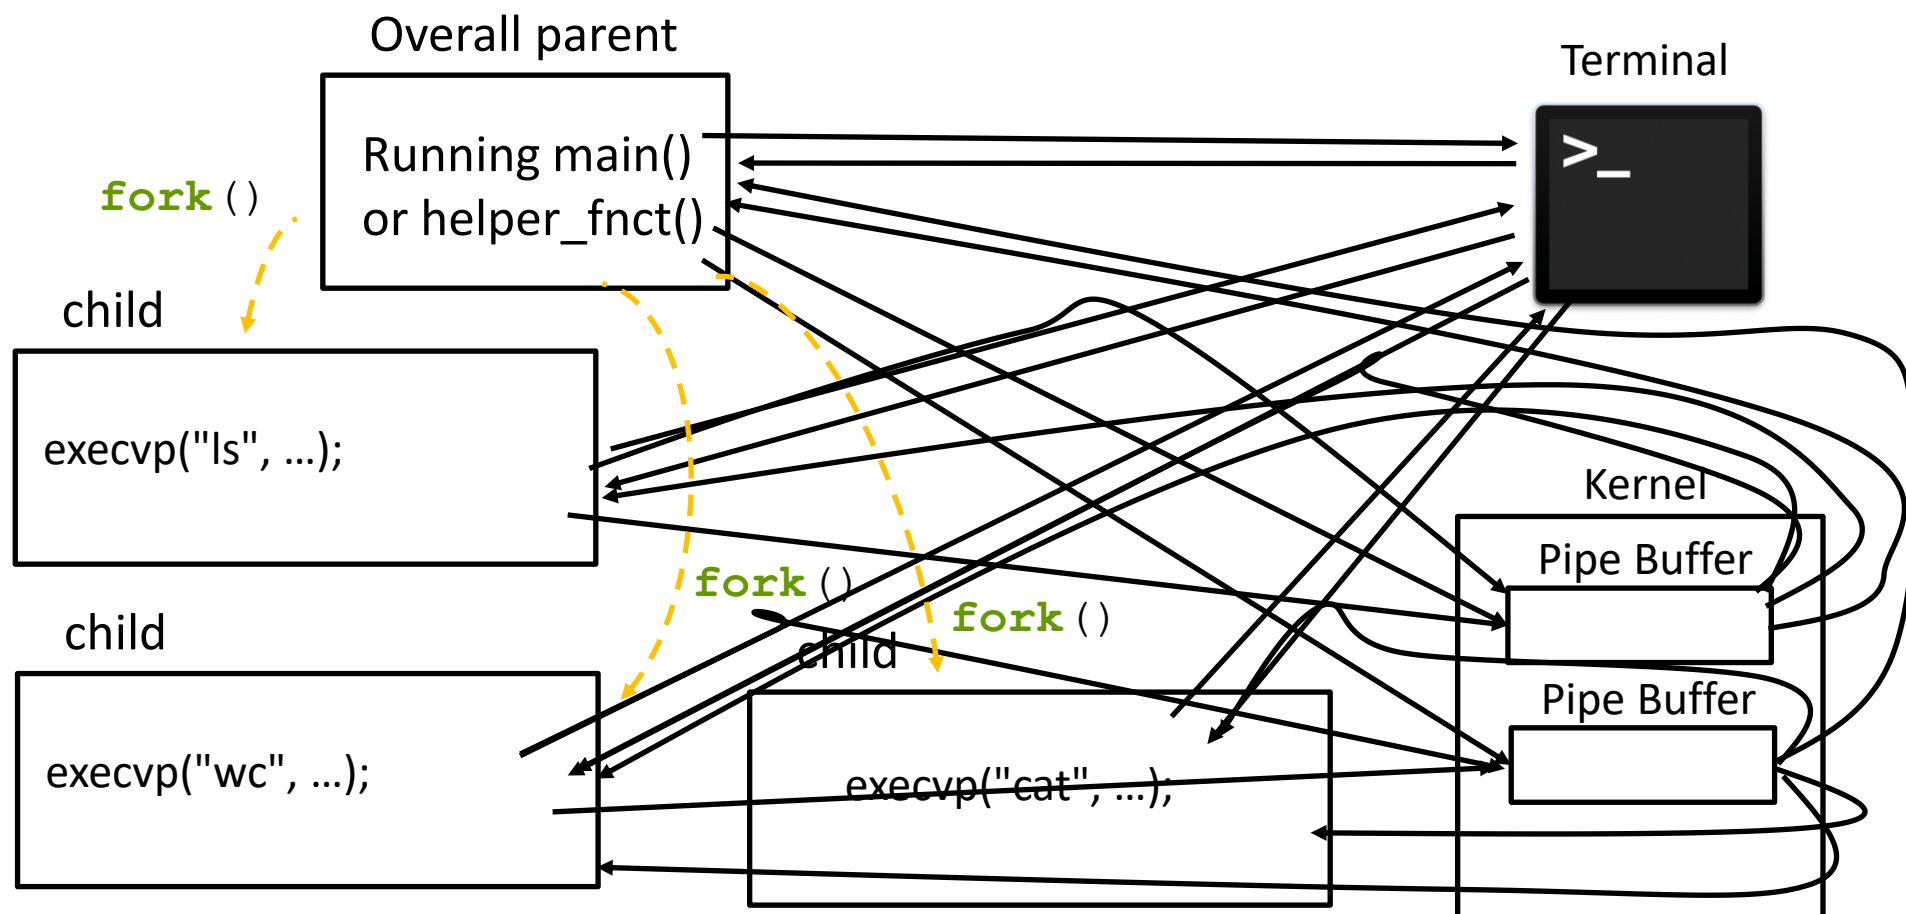 Overall parent
Terminal
>_
Running main()
or helper_fnct()
fork()
child
execvp("ls", ...);
Kernel
Pipe Buffer
fork()
fork()
child
child
Pipe Buffer
execvp("wc", ...);
execvp("cat", ...);